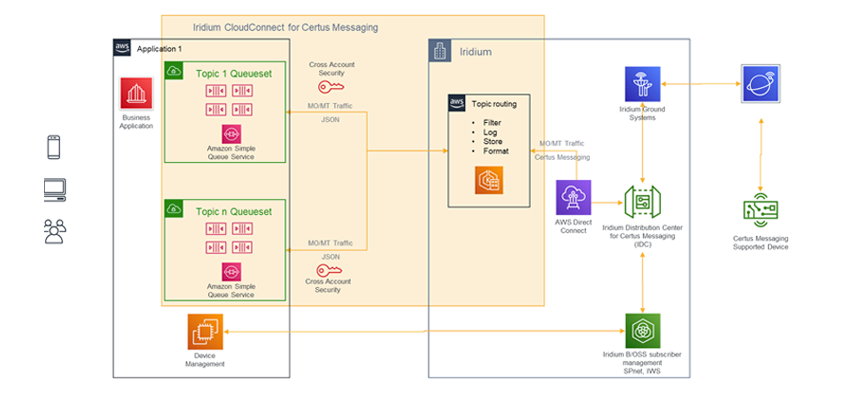 Iridium CloudConnect for Certus Messaging
aws
Application 1
Iridium
Topic 1 Queueset
Cross Account
Security
Business
Application
Amazon Simple
Queue Service
MO/MT Traffic
JSON
aws
Topic routing
• Filter
• Log
• Store
• Format
Iridium Ground
Systems
MO/MT Traffic
Certus Messaging
Topic n Queueset
AWS Direct
Connect
Iridium Distribution Center
for Certus Messaging
(IDC)
Certus Messaging
Supported Device
MO/MT Traffic
JSON
Cross Account
Security
Amazon Simple
Queue Service
Device
Management
Iridium B/OSS subscriber
management
SPnet, IWS